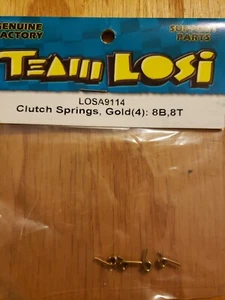 GENUINE
FACTORY
PARTS
TEAM LOSI
LOSA9114
Clutch Springs, Gold(4): 8B,8T